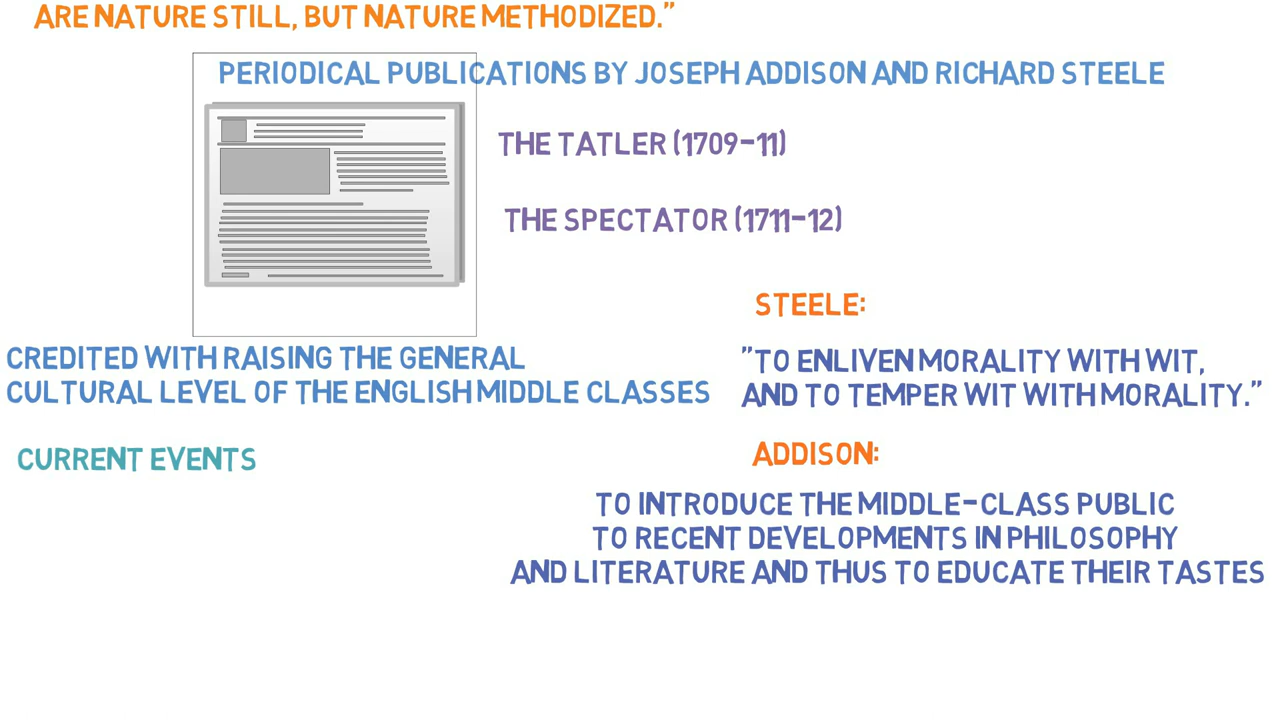 ARE NATURE STILL, BUT NATURE METHODIZED.”
PERIODICAL PUBLICATIONS BY JOSEPH ADDISON AND RICHARD STEELE
THE TATLER (1709-11)
THE SPECTATOR (1711-12)
STEELE:
CREDITED WITH RAISING THE GENERAL
CULTURAL LEVEL OF THE ENGLISH MIDDLE CLASSES
”TO ENLIVEN MORALITY WITH WIT,
AND TO TEMPER WIT WITH MORALITY.”
CURRENT EVENTS
ADDISON:
TO INTRODUCE THE MIDDLE-CLASS PUBLIC
TO RECENT DEVELOPMENTS IN PHILOSOPHY
AND LITERATURE AND THUS TO EDUCATE THEIR TASTES